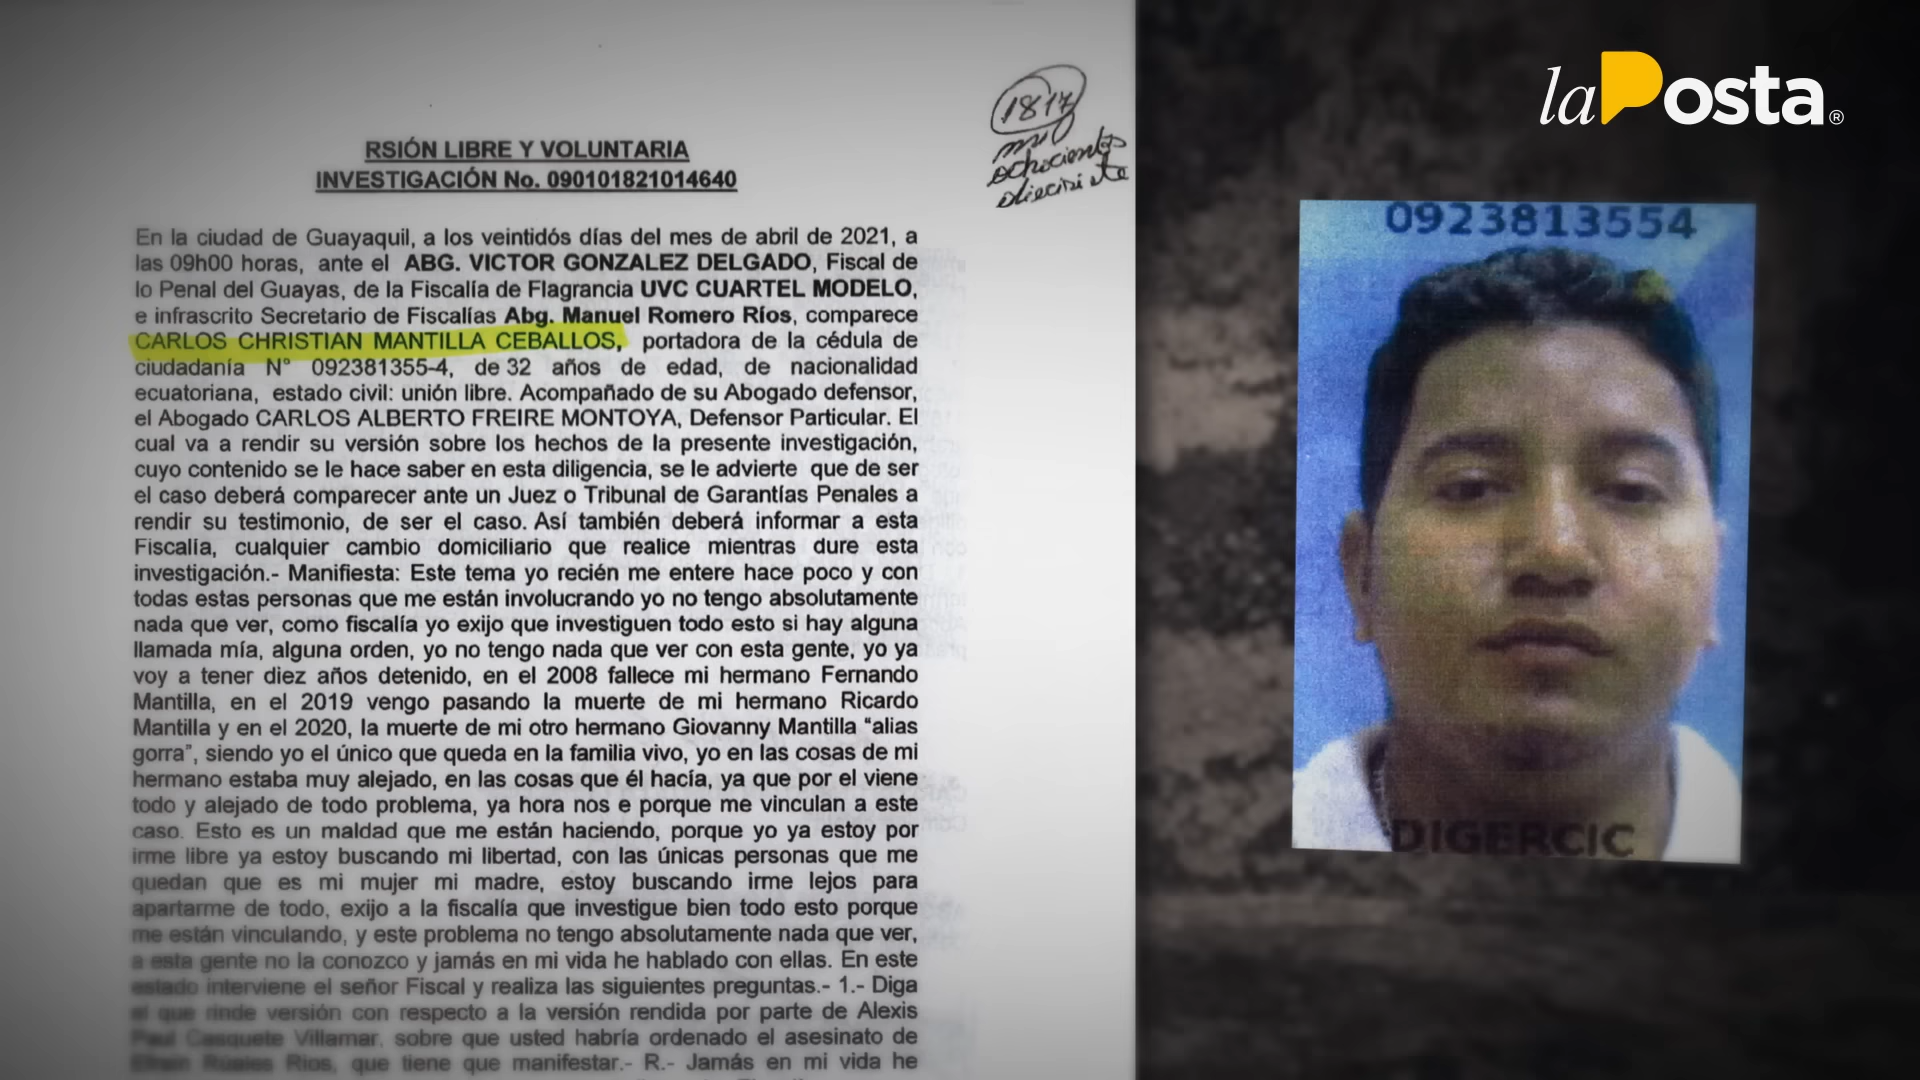 RSIÓN LIBRE Y VOLUNTARIA
INVESTIGACIÓN No. 090101821014640
1817
mil
ochocientos
diecisiete
En la ciudad de Guayaquil, a los veintidós días del mes de abril de 2021, a
las 09h00 horas, ante el ABG. VICTOR GONZALEZ DELGADO, Fiscal de
lo Penal del Guayas, de la Fiscalía de Flagrancia UVC CUARTEL MODELO,
e infrascrito Secretario de Fiscalías Abg. Manuel Romero Ríos, comparece
CARLOS CHRISTIAN MANTILLA CEBALLOS, portadora de la cédula de
ciudadanía N° 092381355-4, de 32 años de edad, de nacionalidad
ecuatoriana, estado civil: unión libre. Acompañado de su Abogado defensor,
el Abogado CARLOS ALBERTO FREIRE MONTOYA, Defensor Particular. El
cual va a rendir su versión sobre los hechos de la presente investigación,
cuyo contenido se le hace saber en esta diligencia, se le advierte que de ser
el caso deberá comparecer ante un Juez o Tribunal de Garantías Penales a
rendir su testimonio, de ser el caso. Así también deberá informar a esta
Fiscalía, cualquier cambio domiciliario que realice mientras dure esta
investigación.- Manifiesta: Este tema yo recién me entere hace poco y con
todas estas personas que me están involucrando yo no tengo absolutamente
nada que ver, como fiscalía yo exijo que investiguen todo esto si hay alguna
llamada mía, alguna orden, yo no tengo nada que ver con esta gente, yo ya
voy a tener diez años detenido, en el 2008 fallece mi hermano Fernando
Mantilla, en el 2019 vengo pasando la muerte de mi hermano Ricardo
Mantilla y en el 2020, la muerte de mi otro hermano Giovanny Mantilla "alias
gorra", siendo yo el único que queda en la familia vivo, yo en las cosas de mi
hermano estaba muy alejado, en las cosas que él hacía, ya que por el viene
todo y alejado de todo problema, ya hora nos e porque me vinculan a este
caso. Esto es un maldad que me están haciendo, porque yo ya estoy por
irme libre ya estoy buscando mi libertad, con las únicas personas que me
quedan que es mi mujer mi madre, estoy buscando irme lejos para
apartarme de todo, exijo a la fiscalía que investigue bien todo esto porque
me están vinculando, y este problema no tengo absolutamente nada que ver,
a esta gente no la conozco y jamás en mi vida he hablado con ellas. En este
estado interviene el señor Fiscal y realiza las siguientes preguntas.- 1.- Diga
el que rinde versión con respecto a la versión rendida por parte de Alexis
Paul Casquete Villamar, sobre que usted habría ordenado el asesinato de
Efraín Ruales Ríos, que tiene que manifestar.- R.- Jamás en mi vida he
laPosta®
0923813554
DIGERCIC